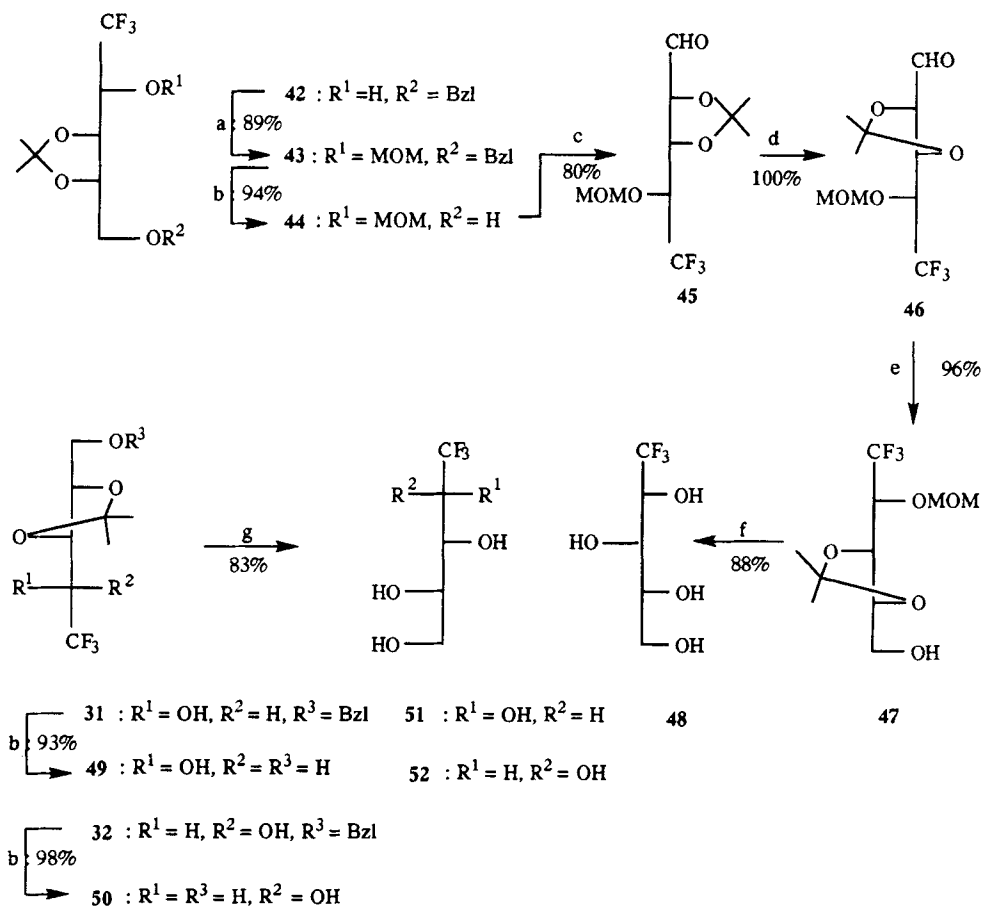 CF3
OR1
O
O
OR2
42 : R1 =H, R2 = Bzl
a 89%
43 : R1 = MOM, R2 = Bzl
b 94%
44 : R1 = MOM, R2 = H
c
80%
CHO
O
O
MOMO
CF3
45
d
100%
CHO
O
O
MOMO
CF3
46
e 96%
OR3
O
O
R1 R2
CF3
g
83%
CF3
R2 R1
OH
HO
HO
CF3
OH
HO
OH
OH
f
88%
CF3
OMOM
O
O
OH
31 : R1 = OH, R2 = H, R3 = Bzl
b 93%
49 : R1 = OH, R2 = R3 = H
51 : R1 = OH, R2 = H
52 : R1 = H, R2 = OH
48
47
32 : R1 = H, R2 = OH, R3 = Bzl
b 98%
50 : R1 = R3 = H, R2 = OH